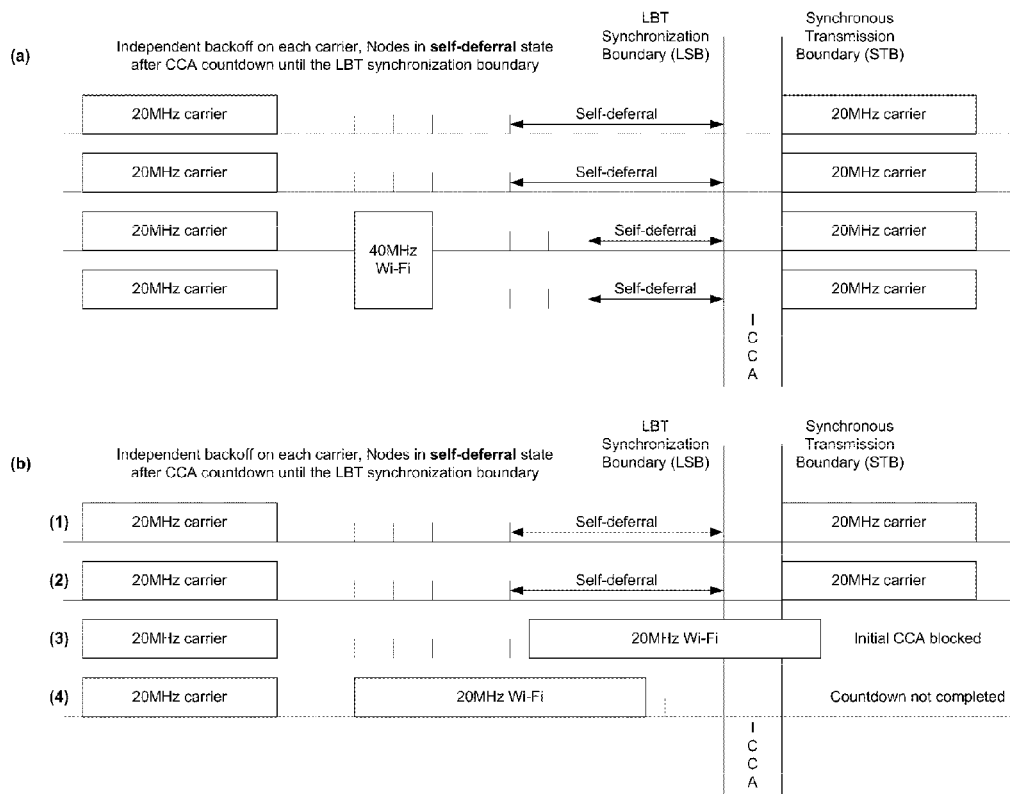 LBT
Synchronization
Boundary (LSB)
Synchronous
Transmission
Boundary (STB)
(a)
Independent backoff on each carrier, Nodes in self-deferral state
after CCA countdown until the LBT synchronization boundary
20MHz carrier
Self-deferral
20MHz carrier
20MHz carrier
Self-deferral
20MHz carrier
20MHz carrier
40MHz
Wi-Fi
Self-deferral
20MHz carrier
20MHz carrier
Self-deferral
20MHz carrier
I
C
C
A
LBT
Synchronization
Boundary (LSB)
Synchronous
Transmission
Boundary (STB)
(b)
Independent backoff on each carrier, Nodes in self-deferral state
after CCA countdown until the LBT synchronization boundary
(1)
20MHz carrier
Self-deferral
20MHz carrier
(2)
20MHz carrier
Self-deferral
20MHz carrier
(3)
20MHz carrier
20MHz Wi-Fi
Initial CCA blocked
(4)
20MHz carrier
20MHz Wi-Fi
Countdown not completed
I
C
C
A